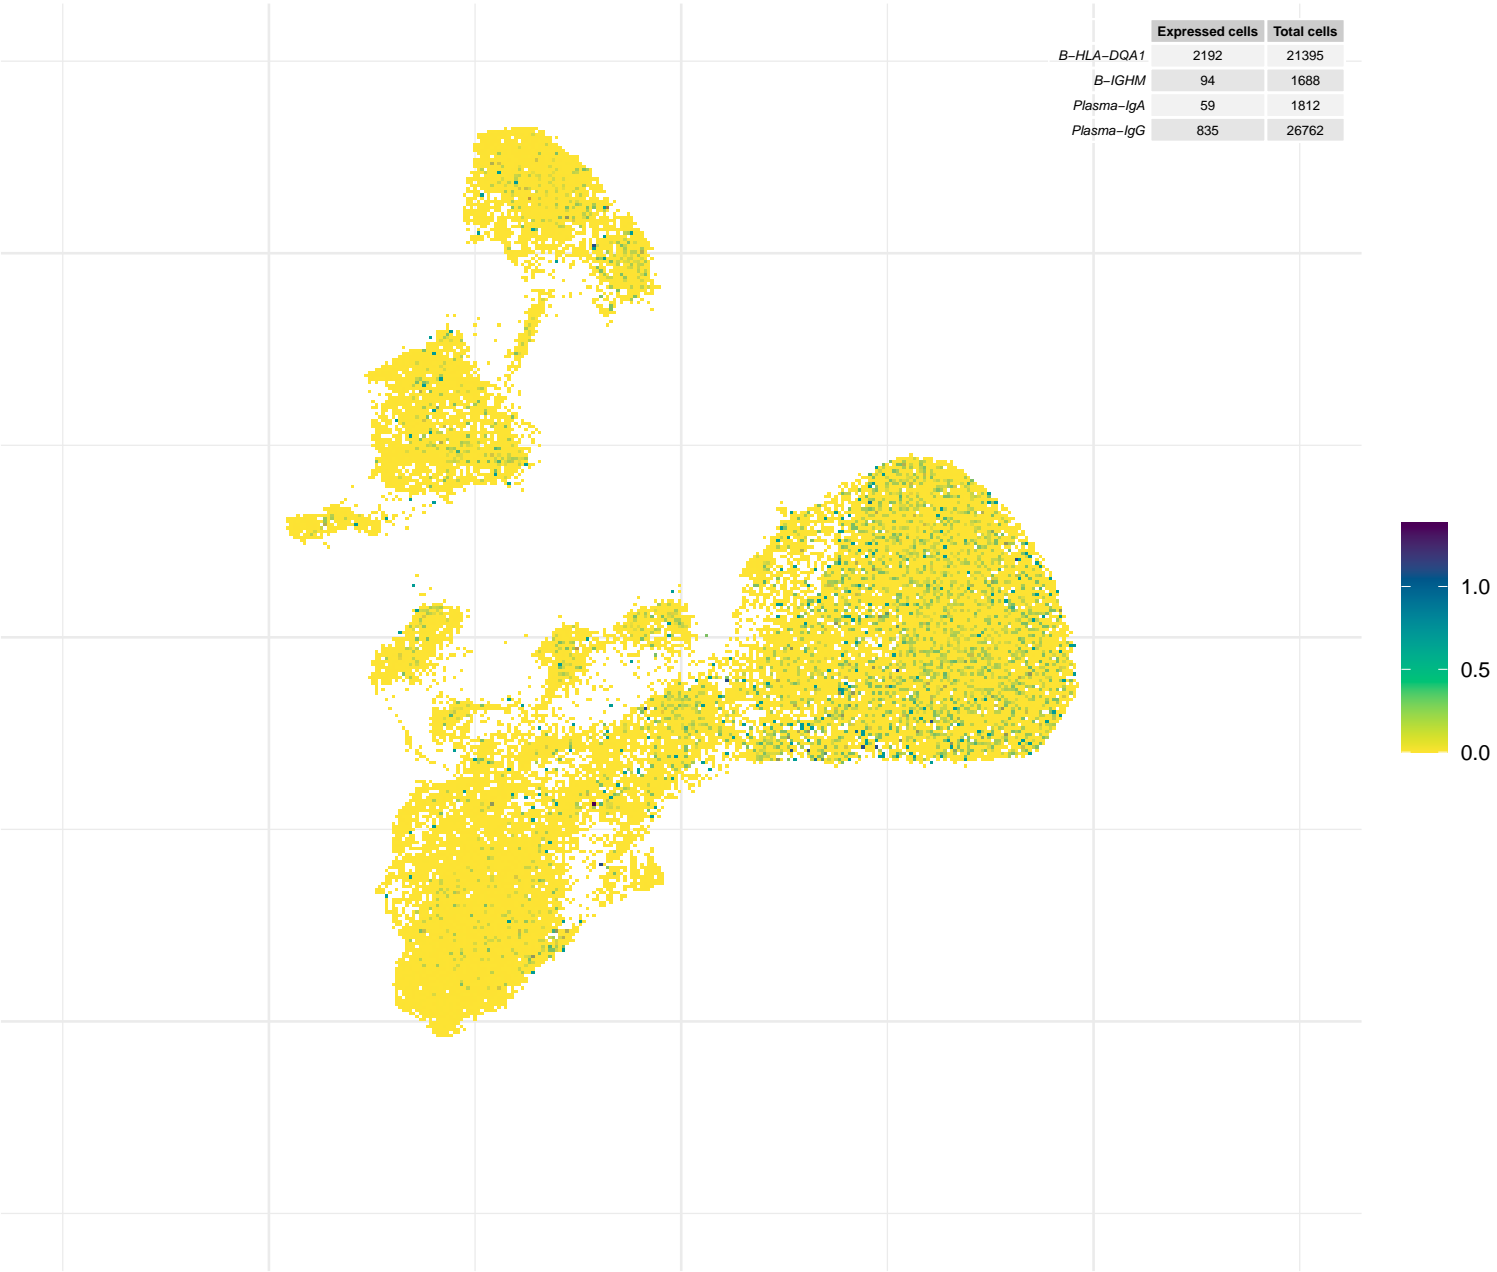 Expressed cells Total cells
B−HLA−DQA1 2192 21395
B−IGHM 94 1688
Plasma−IgA 59 1812
Plasma−IgG 835 26762
1.0
0.5
0.0